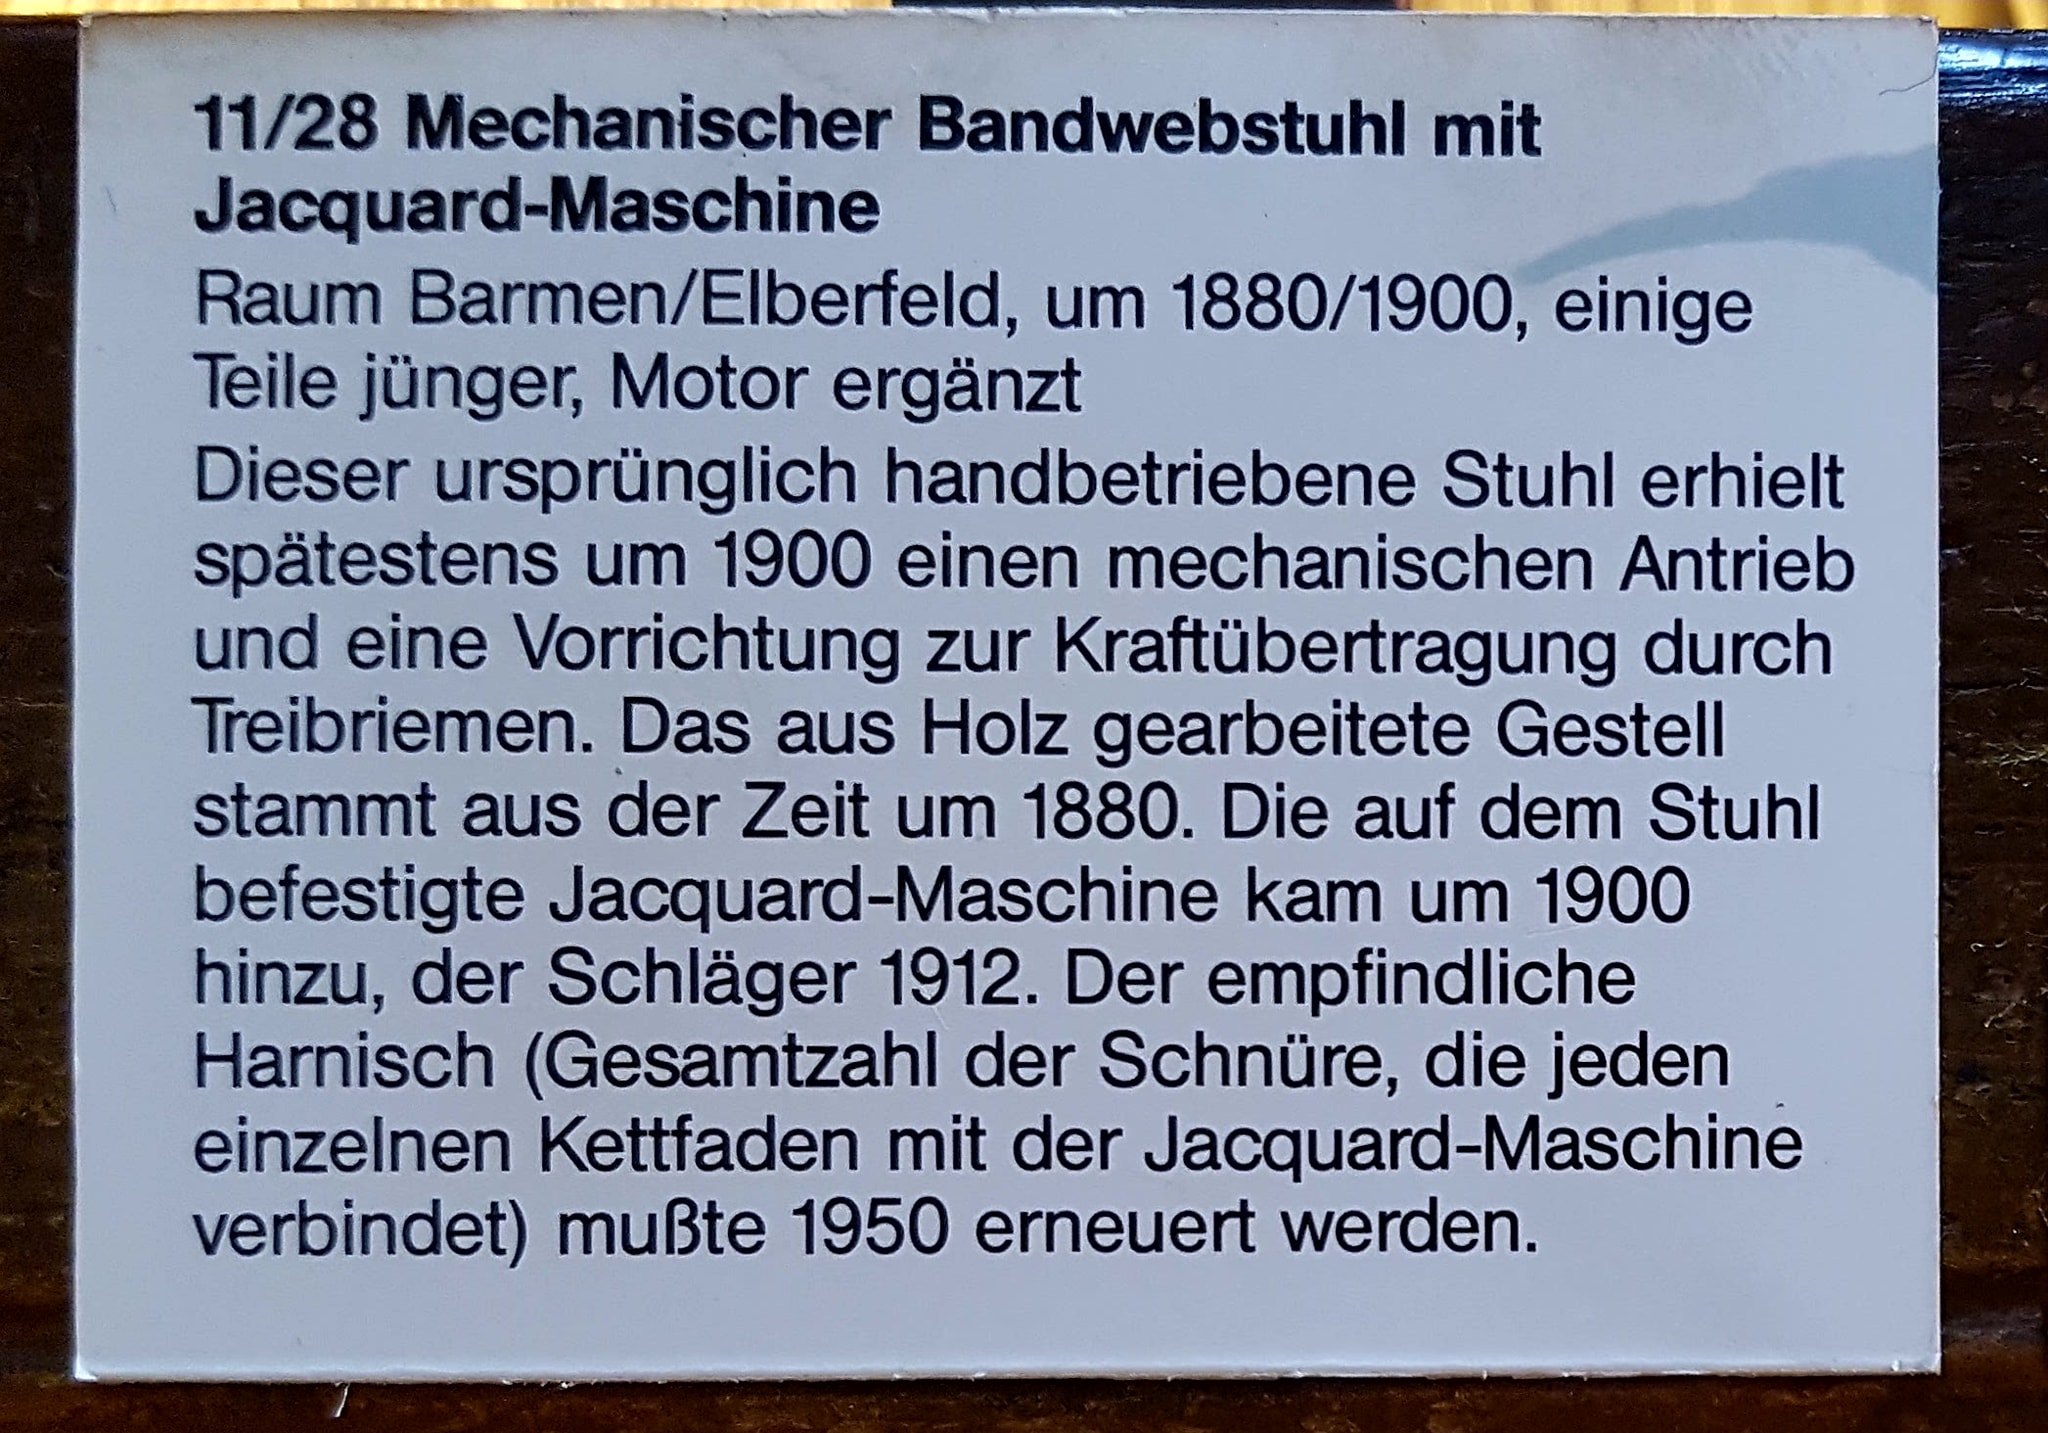 11/28 Mechanischer Bandwebstuhl mit
Jacquard-Maschine
Raum Barmen/Elberfeld, um 1880/1900, einige
Teile jünger, Motor ergänzt
Dieser ursprünglich handbetriebene Stuhl erhielt
spätestens um 1900 einen mechanischen Antrieb
und eine Vorrichtung zur Kraftübertragung durch
Treibriemen. Das aus Holz gearbeitete Gestell
stammt aus der Zeit um 1880. Die auf dem Stuhl
befestigte Jacquard-Maschine kam um 1900
hinzu, der Schläger 1912. Der empfindliche
Harnisch (Gesamtzahl der Schnüre, die jeden
einzelnen Kettfaden mit der Jacquard-Maschine
verbindet) mußte 1950 erneuert werden.